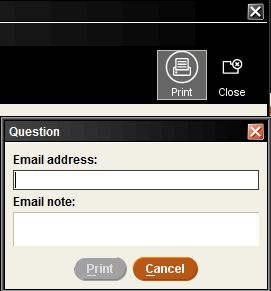 Print Close
Question
Email address:
Email note:
Print Cancel